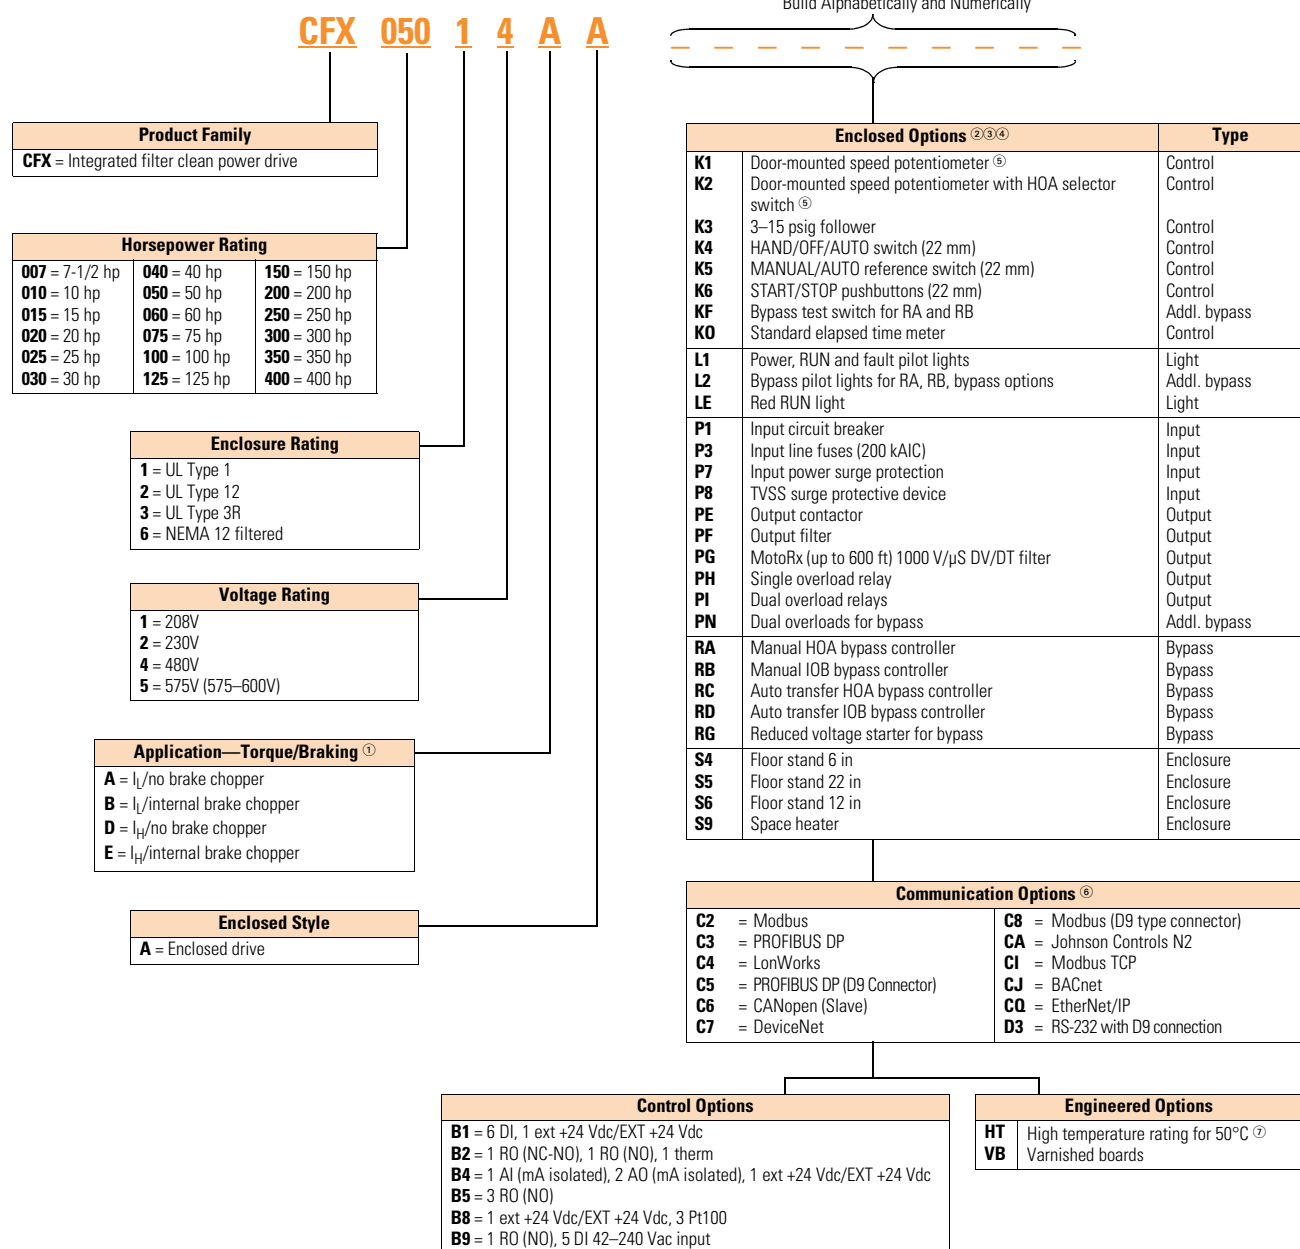 Build Alphabetically and Numerically
CFX 050 1 4 A A
Product Family
CFX = Integrated filter clean power drive
Horsepower Rating
007 = 7-1/2 hp 040 = 40 hp 150 = 150 hp
010 = 10 hp 050 = 50 hp 200 = 200 hp
015 = 15 hp 060 = 60 hp 250 = 250 hp
020 = 20 hp 075 = 75 hp 300 = 300 hp
025 = 25 hp 100 = 100 hp 350 = 350 hp
030 = 30 hp 125 = 125 hp 400 = 400 hp
Enclosure Rating
1 = UL Type 1
2 = UL Type 12
3 = UL Type 3R
6 = NEMA 12 filtered
Voltage Rating
1 = 208V
2 = 230V
4 = 480V
5 = 575V (575–600V)
Application—Torque/Braking ①
A = IL/no brake chopper
B = IL/internal brake chopper
D = IH/no brake chopper
E = IH/internal brake chopper
Enclosed Style
A = Enclosed drive
Enclosed Options ②③④ Type
K1 Door-mounted speed potentiometer ⑤ Control
K2 Door-mounted speed potentiometer with HOA selector Control
switch ⑤
K3 3–15 psig follower Control
K4 HAND/OFF/AUTO switch (22 mm) Control
K5 MANUAL/AUTO reference switch (22 mm) Control
K6 START/STOP pushbuttons (22 mm) Control
KF Bypass test switch for RA and RB Addl. bypass
KO Standard elapsed time meter Control
L1 Power, RUN and fault pilot lights Light
L2 Bypass pilot lights for RA, RB, bypass options Addl. bypass
LE Red RUN light Light
P1 Input circuit breaker Input
P3 Input line fuses (200 kAIC) Input
P7 Input power surge protection Input
P8 TVSS surge protective device Input
PE Output contactor Output
PF Output filter Output
PG MotoRx (up to 600 ft) 1000 V/µS DV/DT filter Output
PH Single overload relay Output
PI Dual overload relays Output
PN Dual overloads for bypass Addl. bypass
RA Manual HOA bypass controller Bypass
RB Manual IOB bypass controller Bypass
RC Auto transfer HOA bypass controller Bypass
RD Auto transfer IOB bypass controller Bypass
RG Reduced voltage starter for bypass Bypass
S4 Floor stand 6 in Enclosure
S5 Floor stand 22 in Enclosure
S6 Floor stand 12 in Enclosure
S9 Space heater Enclosure
Communication Options ⑥
C2 = Modbus C8 = Modbus (D9 type connector)
C3 = PROFIBUS DP CA = Johnson Controls N2
C4 = LonWorks CI = Modbus TCP
C5 = PROFIBUS DP (D9 Connector) CJ = BACnet
C6 = CANopen (Slave) CQ = EtherNet/IP
C7 = DeviceNet D3 = RS-232 with D9 connection
Control Options
B1 = 6 DI, 1 ext +24 Vdc/EXT +24 Vdc
B2 = 1 RO (NC-NO), 1 RO (NO), 1 therm
B4 = 1 AI (mA isolated), 2 AO (mA isolated), 1 ext +24 Vdc/EXT +24 Vdc
B5 = 3 RO (NO)
B8 = 1 ext +24 Vdc/EXT +24 Vdc, 3 Pt100
B9 = 1 RO (NO), 5 DI 42–240 Vac input
Engineered Options
HT High temperature rating for 50°C ⑦
VB Varnished boards